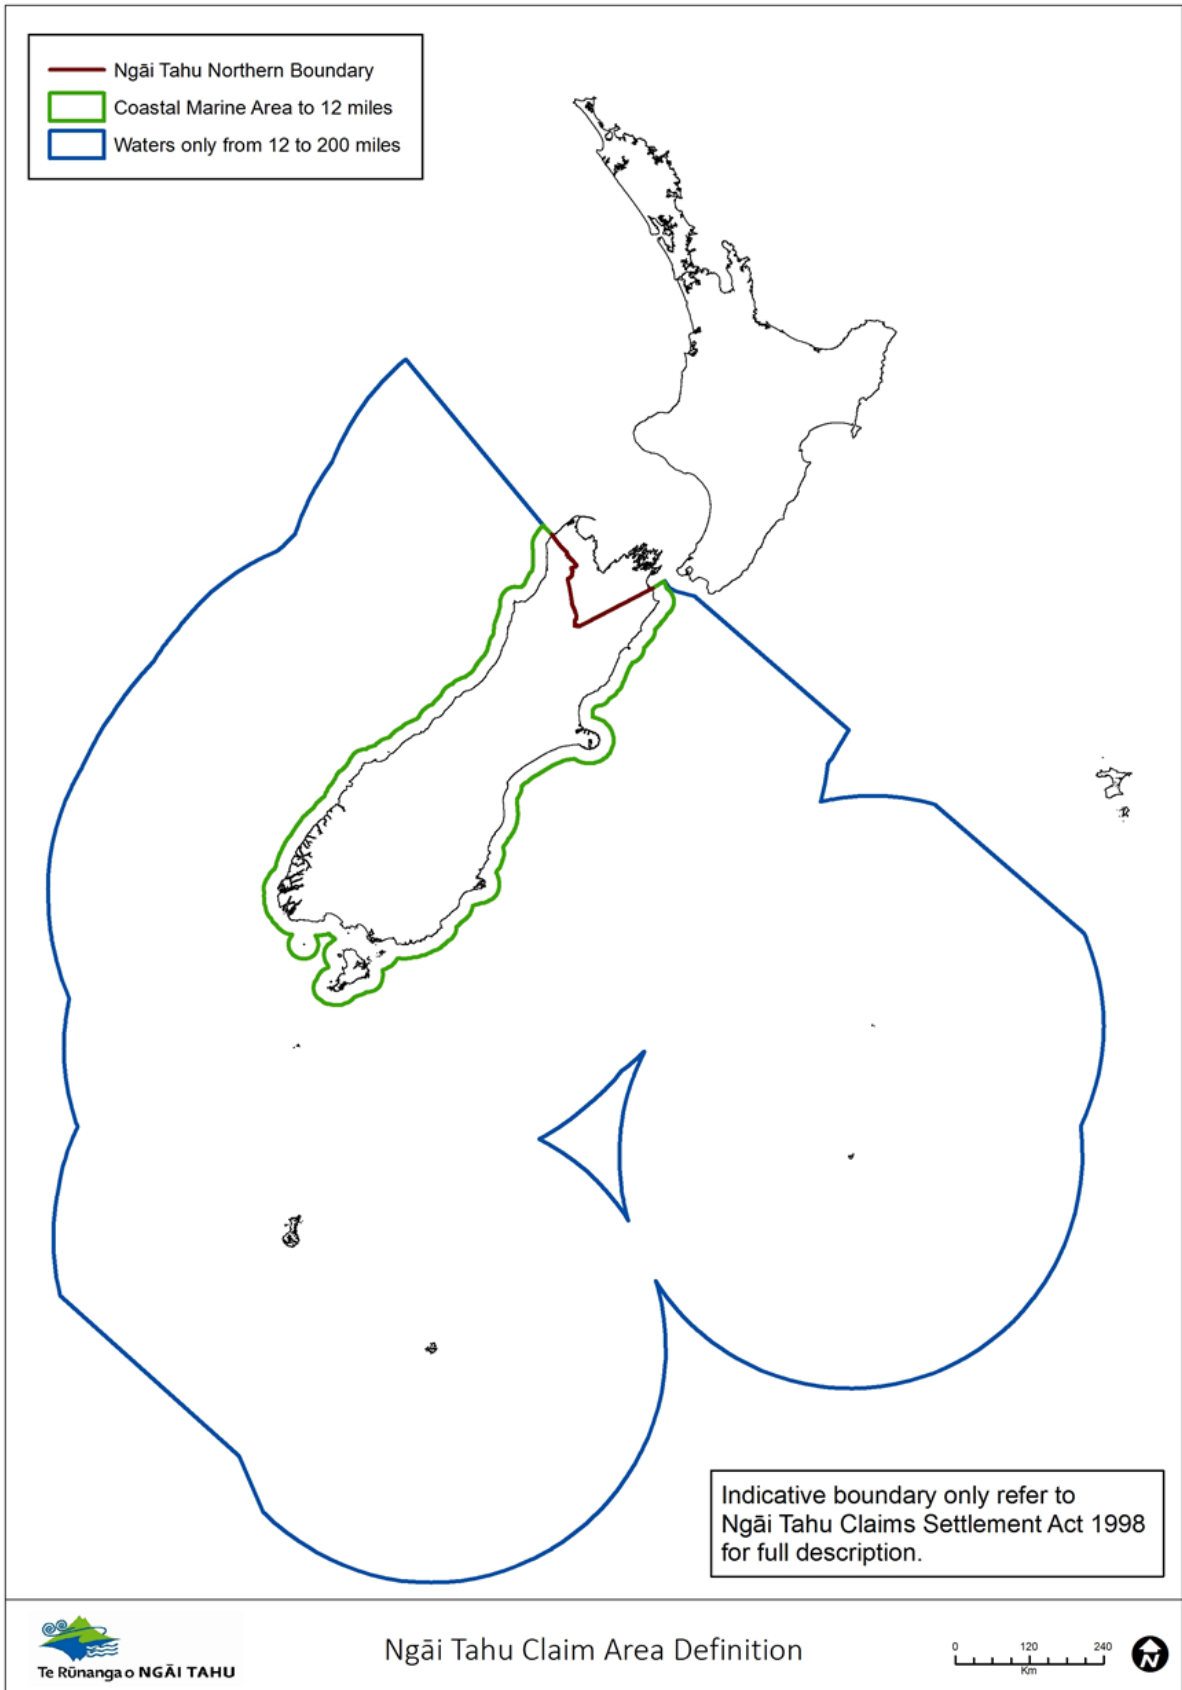 Ngāi Tahu Northern Boundary
Coastal Marine Area to 12 miles
Waters only from 12 to 200 miles
Indicative boundary only refer to
Ngāi Tahu Claims Settlement Act 1998
for full description.
Te Rūnanga o NGĀI TAHU
Ngāi Tahu Claim Area Definition
0 120 240
Km
N